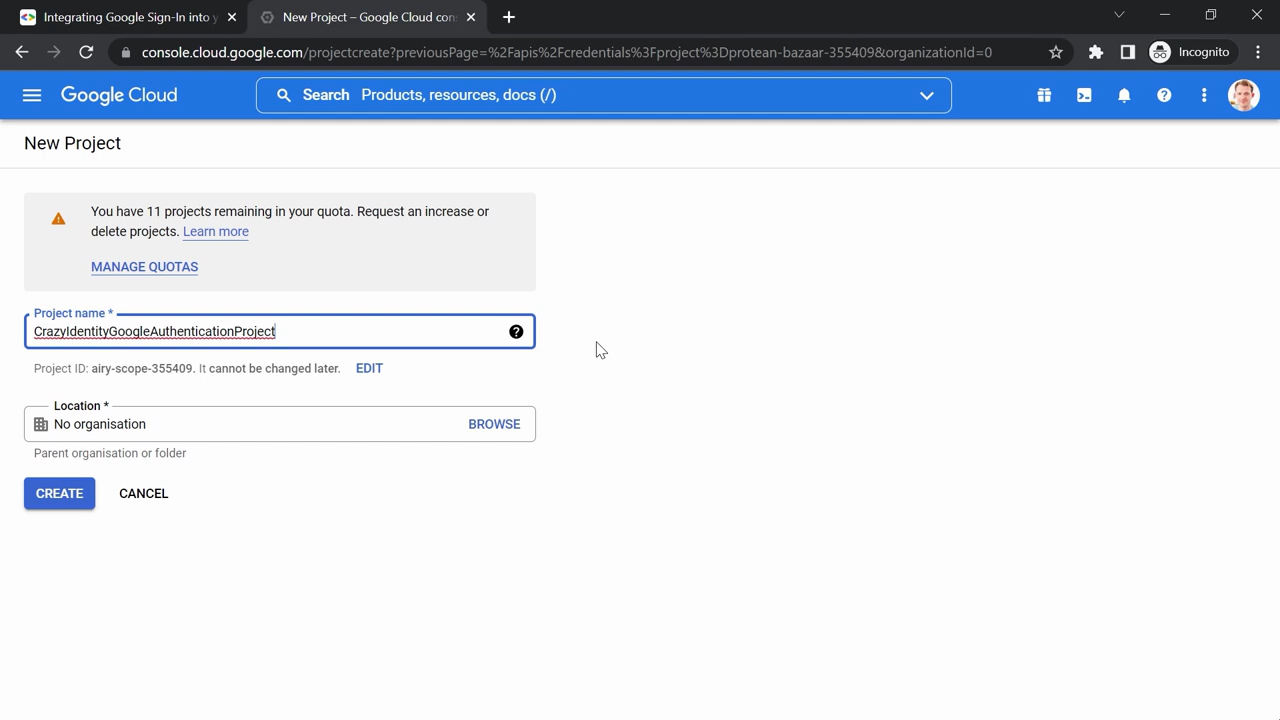 Integrating Google Sign-In into y
New Project – Google Cloud con
console.cloud.google.com/projectcreate?previousPage=%2Fapis%2Fcredentials%3Fproject%3Dprotean-bazaar-355409&organizationId=0
Incognito
Google Cloud
Search Products, resources, docs (/)
New Project
You have 11 projects remaining in your quota. Request an increase or
delete projects. Learn more
MANAGE QUOTAS
Project name *
CrazyIdentityGoogleAuthenticationProject
Project ID: airy-scope-355409. It cannot be changed later. EDIT
Location *
No organisation BROWSE
Parent organisation or folder
CREATE CANCEL